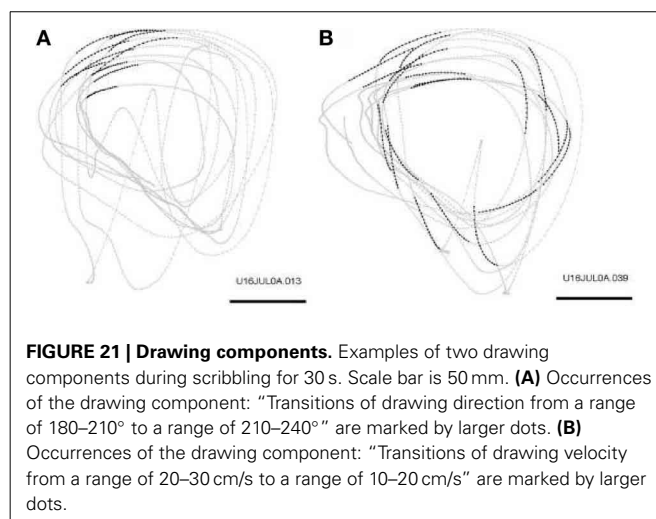 A
B
U16JUL0A.013
U16JUL0A.039
FIGURE 21 | Drawing components. Examples of two drawing
components during scribbling for 30 s. Scale bar is 50 mm. (A) Occurrences
of the drawing component: “Transitions of drawing direction from a range
of 180–210° to a range of 210–240°” are marked by larger dots. (B)
Occurrences of the drawing component: “Transitions of drawing velocity
from a range of 20–30 cm/s to a range of 10–20 cm/s” are marked by larger
dots.